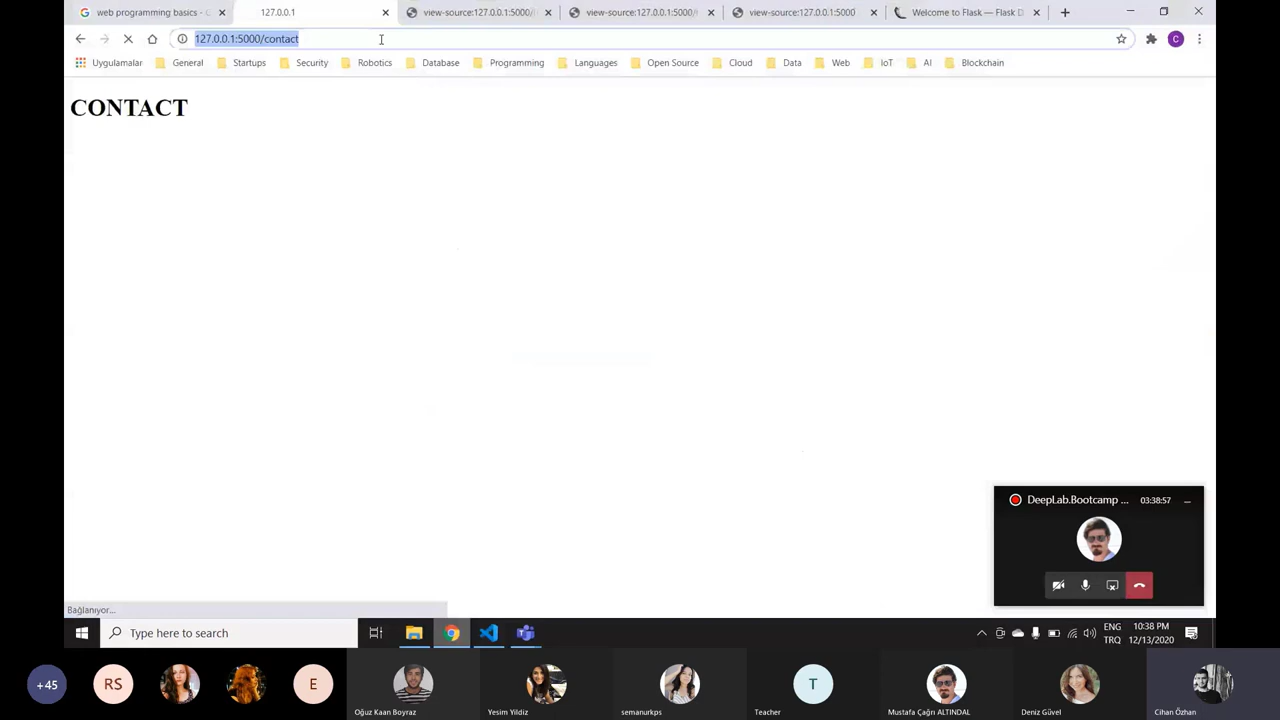 web programming basics - G
127.0.0.1
view-source:127.0.0.1:5000/
view-source:127.0.0.1:5000/
view-source:127.0.0.1:5000
Welcome to Flask — Flask D
127.0.0.1:5000/contact
C
Uygulamalar
General
Startups
Security
Robotics
Database
Programming
Languages
Open Source
Cloud
Data
Web
IoT
AI
Blockchain
CONTACT
DeepLab.Bootcamp ...
03:38:57
Bağlanıyor...
Type here to search
ENG
TRQ
10:38 PM
12/13/2020
+45
RS
E
T
Oğuz Kaan Boyraz
Yesim Yildiz
semanurkps
Teacher
Mustafa Çağrı ALTINDAL
Deniz Güvel
Cihan Özhan